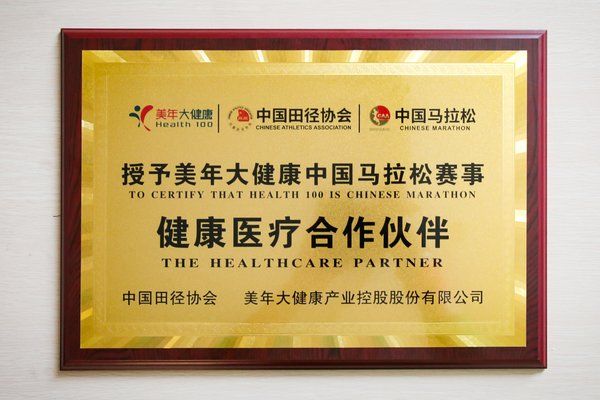 美年大健康 中国田径协会 中国马拉松
Health 100 CHINESE ATHLETICS ASSOCIATION CHINESE MARATHON
授予美年大健康中国马拉松赛事
TO CERTIFY THAT HEALTH 100 IS CHINESE MARATHON
健康医疗合作伙伴
THE HEALTHCARE PARTNER
中国田径协会 美年大健康产业控股股份有限公司